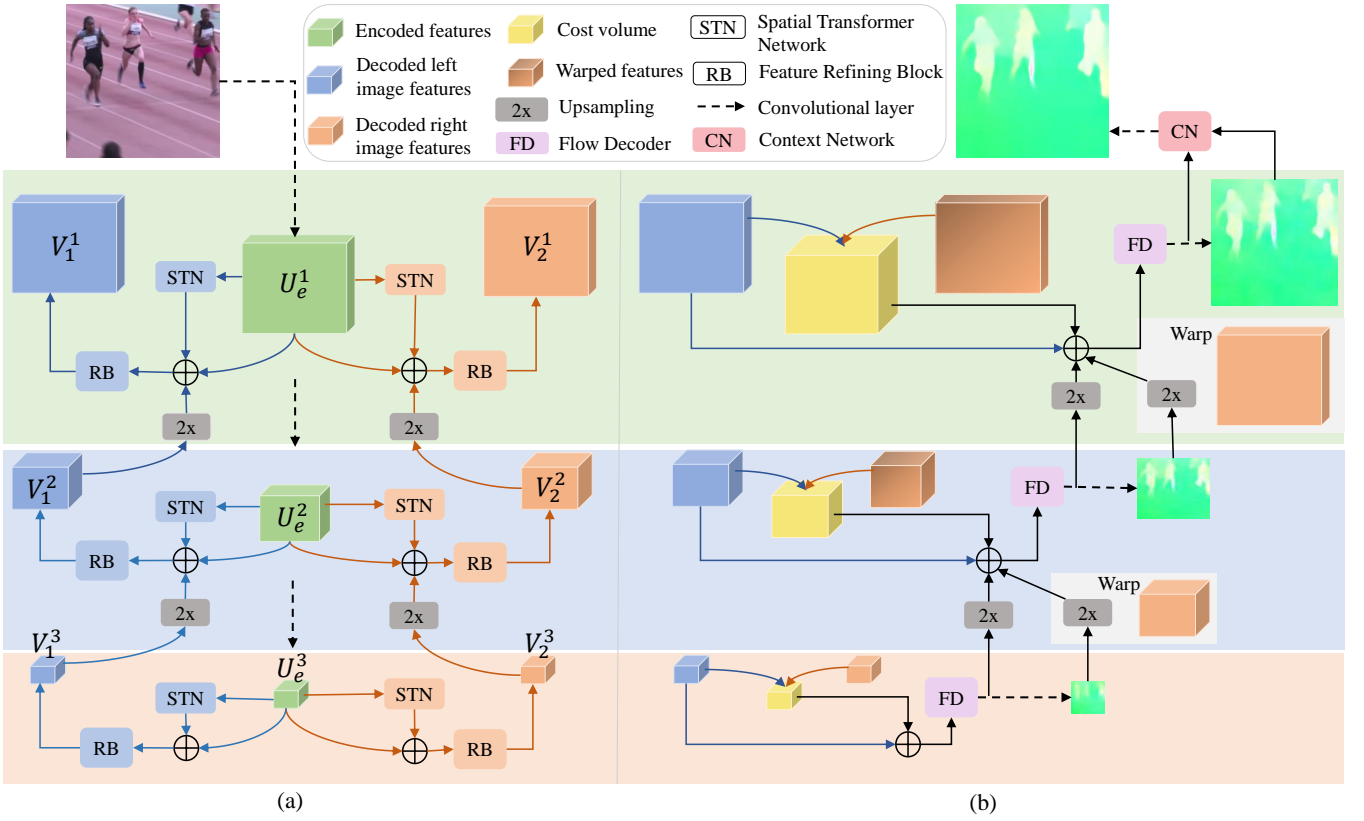 Encoded features
Decoded left
image features
Decoded right
image features
Cost volume
Warped features
2x Upsampling
FD Flow Decoder
STN Spatial Transformer
Network
RB Feature Refining Block
Convolutional layer
CN Context Network
V_1^1
STN
U_e^1
STN
V_2^1
RB
RB
2x
2x
V_1^2
STN
U_e^2
STN
V_2^2
RB
RB
2x
2x
V_1^3
U_e^3
V_2^3
STN
STN
RB
RB
(a)
CN
FD
Warp
2x
2x
FD
Warp
2x
2x
FD
(b)